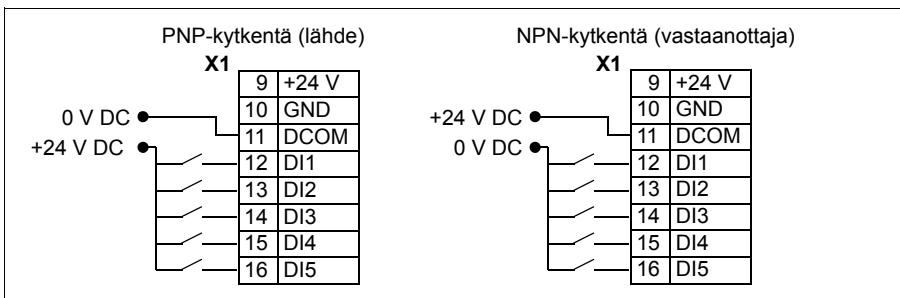 PNP-kytkentä (lähde)
X1
9 +24 V
10 GND
0 V DC
11 DCOM
+24 V DC
12 DI1
13 DI2
14 DI3
15 DI4
16 DI5
NPN-kytkentä (vastaanottaja)
X1
9 +24 V
10 GND
+24 V DC
11 DCOM
0 V DC
12 DI1
13 DI2
14 DI3
15 DI4
16 DI5